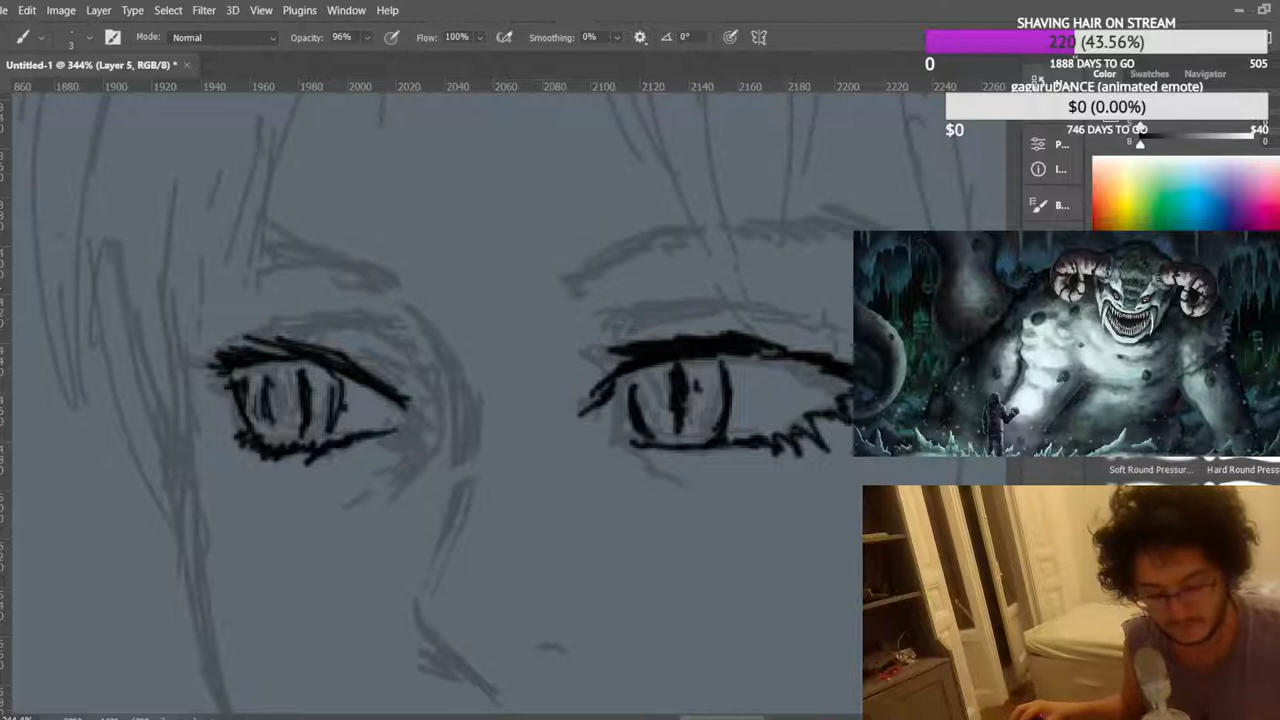 Edit Image Layer Type Select Filter 3D View Plugins Window Help
3 Mode: Normal Opacity: 96% Flow: 100% Smoothing: 0% 0°
Untitled-1 @ 344% (Layer 5, RGB/8) *
1880 1900 1920 1940 1960 1980 2000 2020 2040 2060 2080 2100 2120 2140 2160 2180 2200 2220 2240 2260
SHAVING HAIR ON STREAM
220 (43.56%)
0 1888 DAYS TO GO 505
Color Swatches Navigator
gaguruDANCE (animated emote)
$0 (0.00%)
$0 746 DAYS TO GO $40
B 0
P...
I...
B...
Soft Round Pressur... Hard Round Pressur